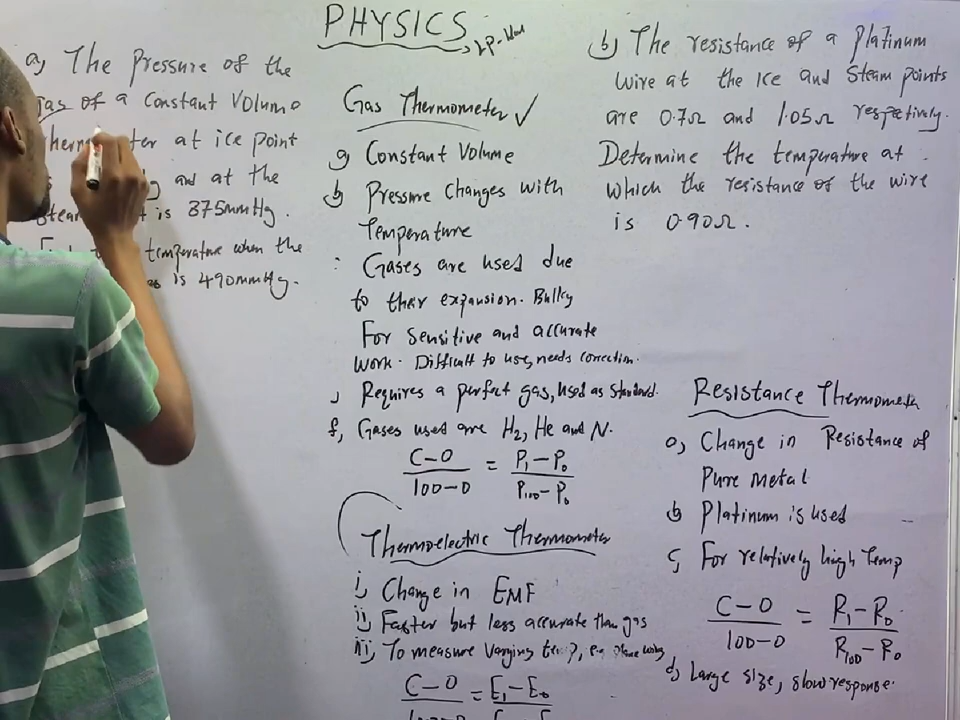 PHYSICS
a, The Pressure of the
gas of a Constant Volume
ter at ice point
and at the
is 375mmHg.
temperature when the
is 490mmHg.
Gas Thermometer ✓
a, Constant Volume
b, Pressure Changes with
Temperature
: Gases are used due
to their expansion. Bulky
For sensitive and accurate
work. Difficult to use, needs correction.
Requires a perfect gas, used as standard.
f, Gases used are H₂, He and N.
C-0/100-0 = P₁-P₀/P₁₀₀-P₀
Thermoelectric Thermometer
i, Change in EMF
ii, Faster but less accurate than gas
iii, To measure Varying temp,
C-0/100-0 = E₁-E₀
b, The resistance of a Platinum
wire at the Ice and Steam points
are 0.7Ω and 1.05Ω respectively.
Determine the temperature at
which the resistance of the wire
is 0.90Ω.
Resistance Thermometer
a, Change in Resistance of
Pure metal
b, Platinum is used
c, For relatively high Temp
C-0/100-0 = R₁-R₀/R₁₀₀-R₀
d, Large size, slow response.